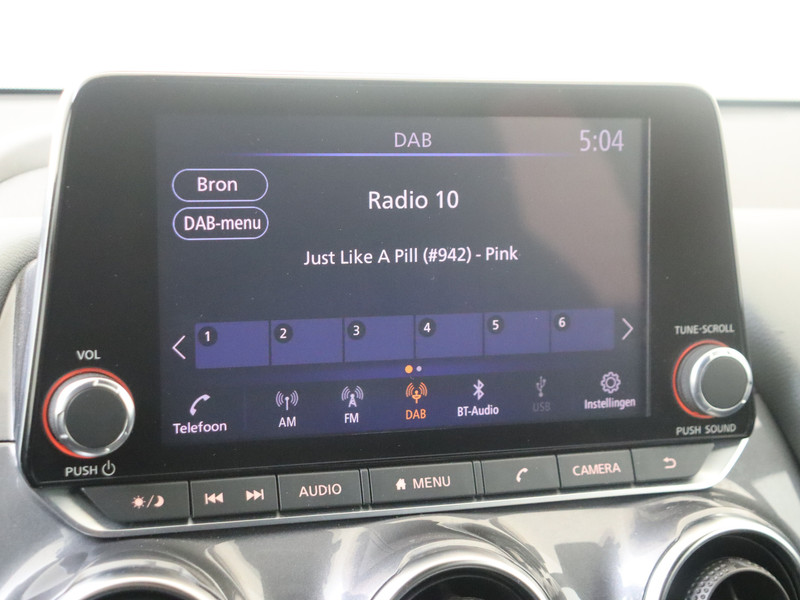 DAB 5:04
Bron
Radio 10
DAB-menu
Just Like A Pill (#942) - Pink
1 2 3 4 5 6
VOL
TUNE-SCROLL
Telefoon AM FM DAB BT-Audio USB Instellingen
PUSH
PUSH SOUND
AUDIO MENU CAMERA